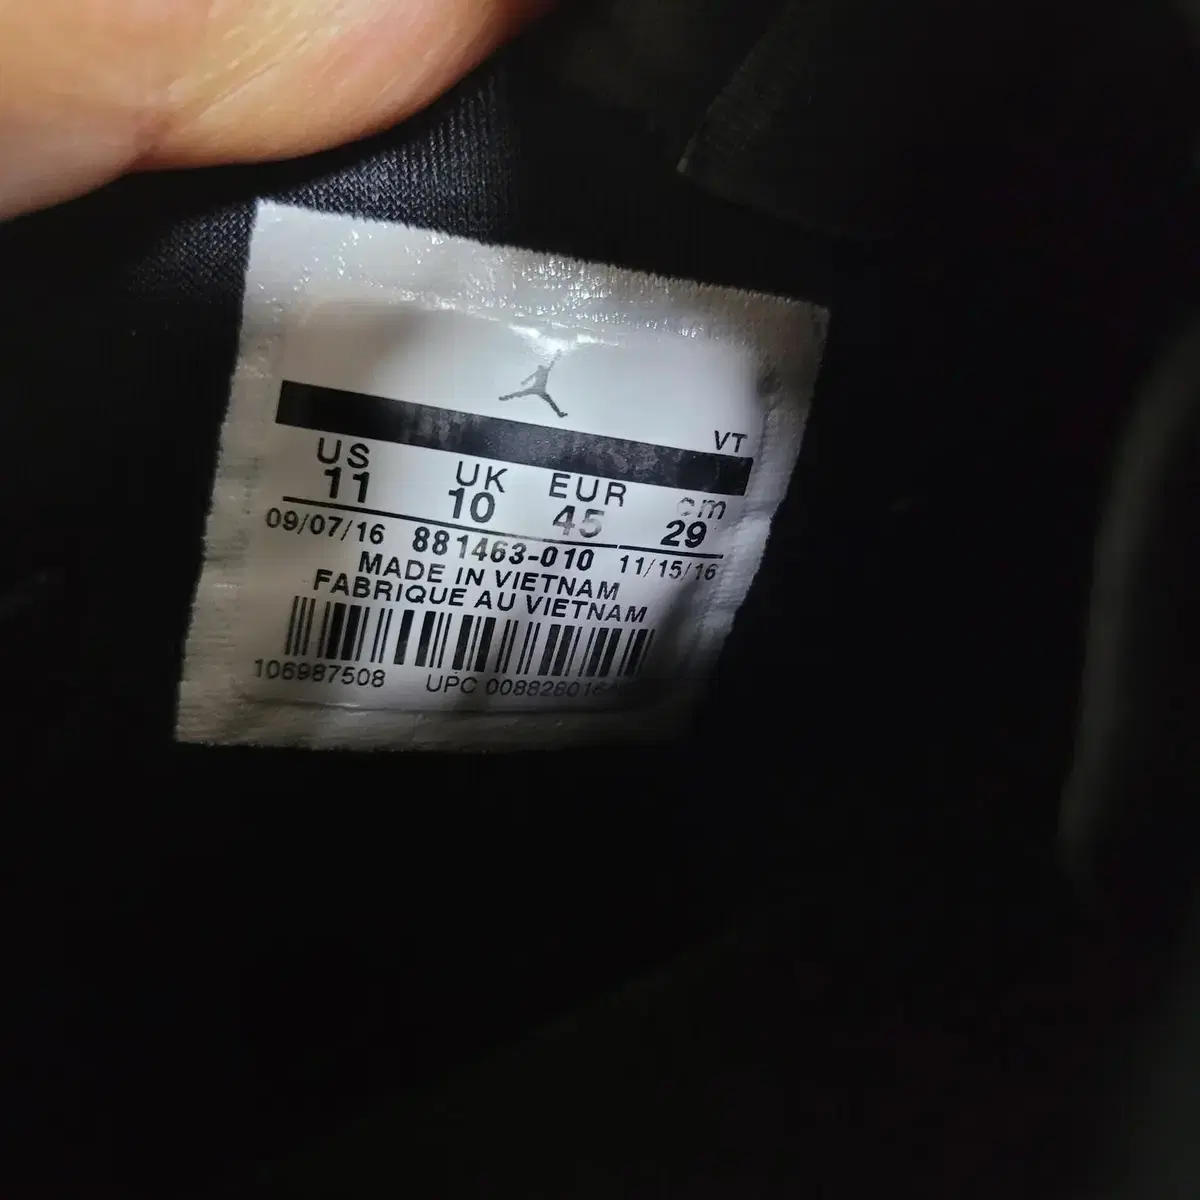 VT
US UK EUR cm
11 10 45 29
09/07/16 881463-010 11/15/16
MADE IN VIETNAM
FABRIQUE AU VIETNAM
106987508 UPC